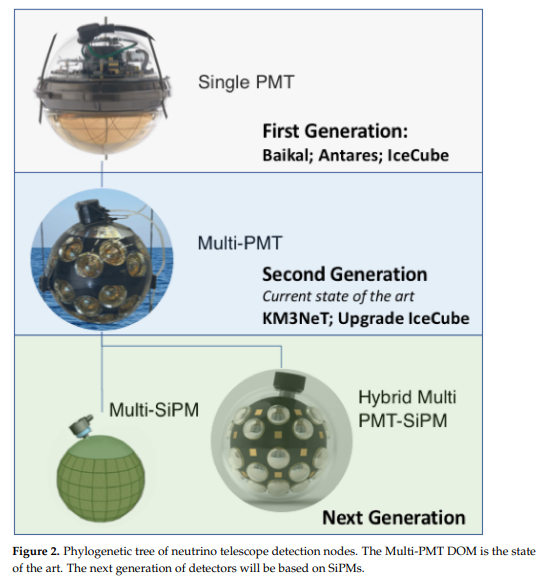 Single PMT
First Generation:
Baikal; Antares; IceCube
Multi-PMT
Second Generation
Current state of the art
KM3NeT; Upgrade IceCube
Multi-SiPM
Hybrid Multi
PMT-SiPM
Next Generation
Figure 2. Phylogenetic tree of neutrino telescope detection nodes. The Multi-PMT DOM is the state
of the art. The next generation of detectors will be based on SiPMs.